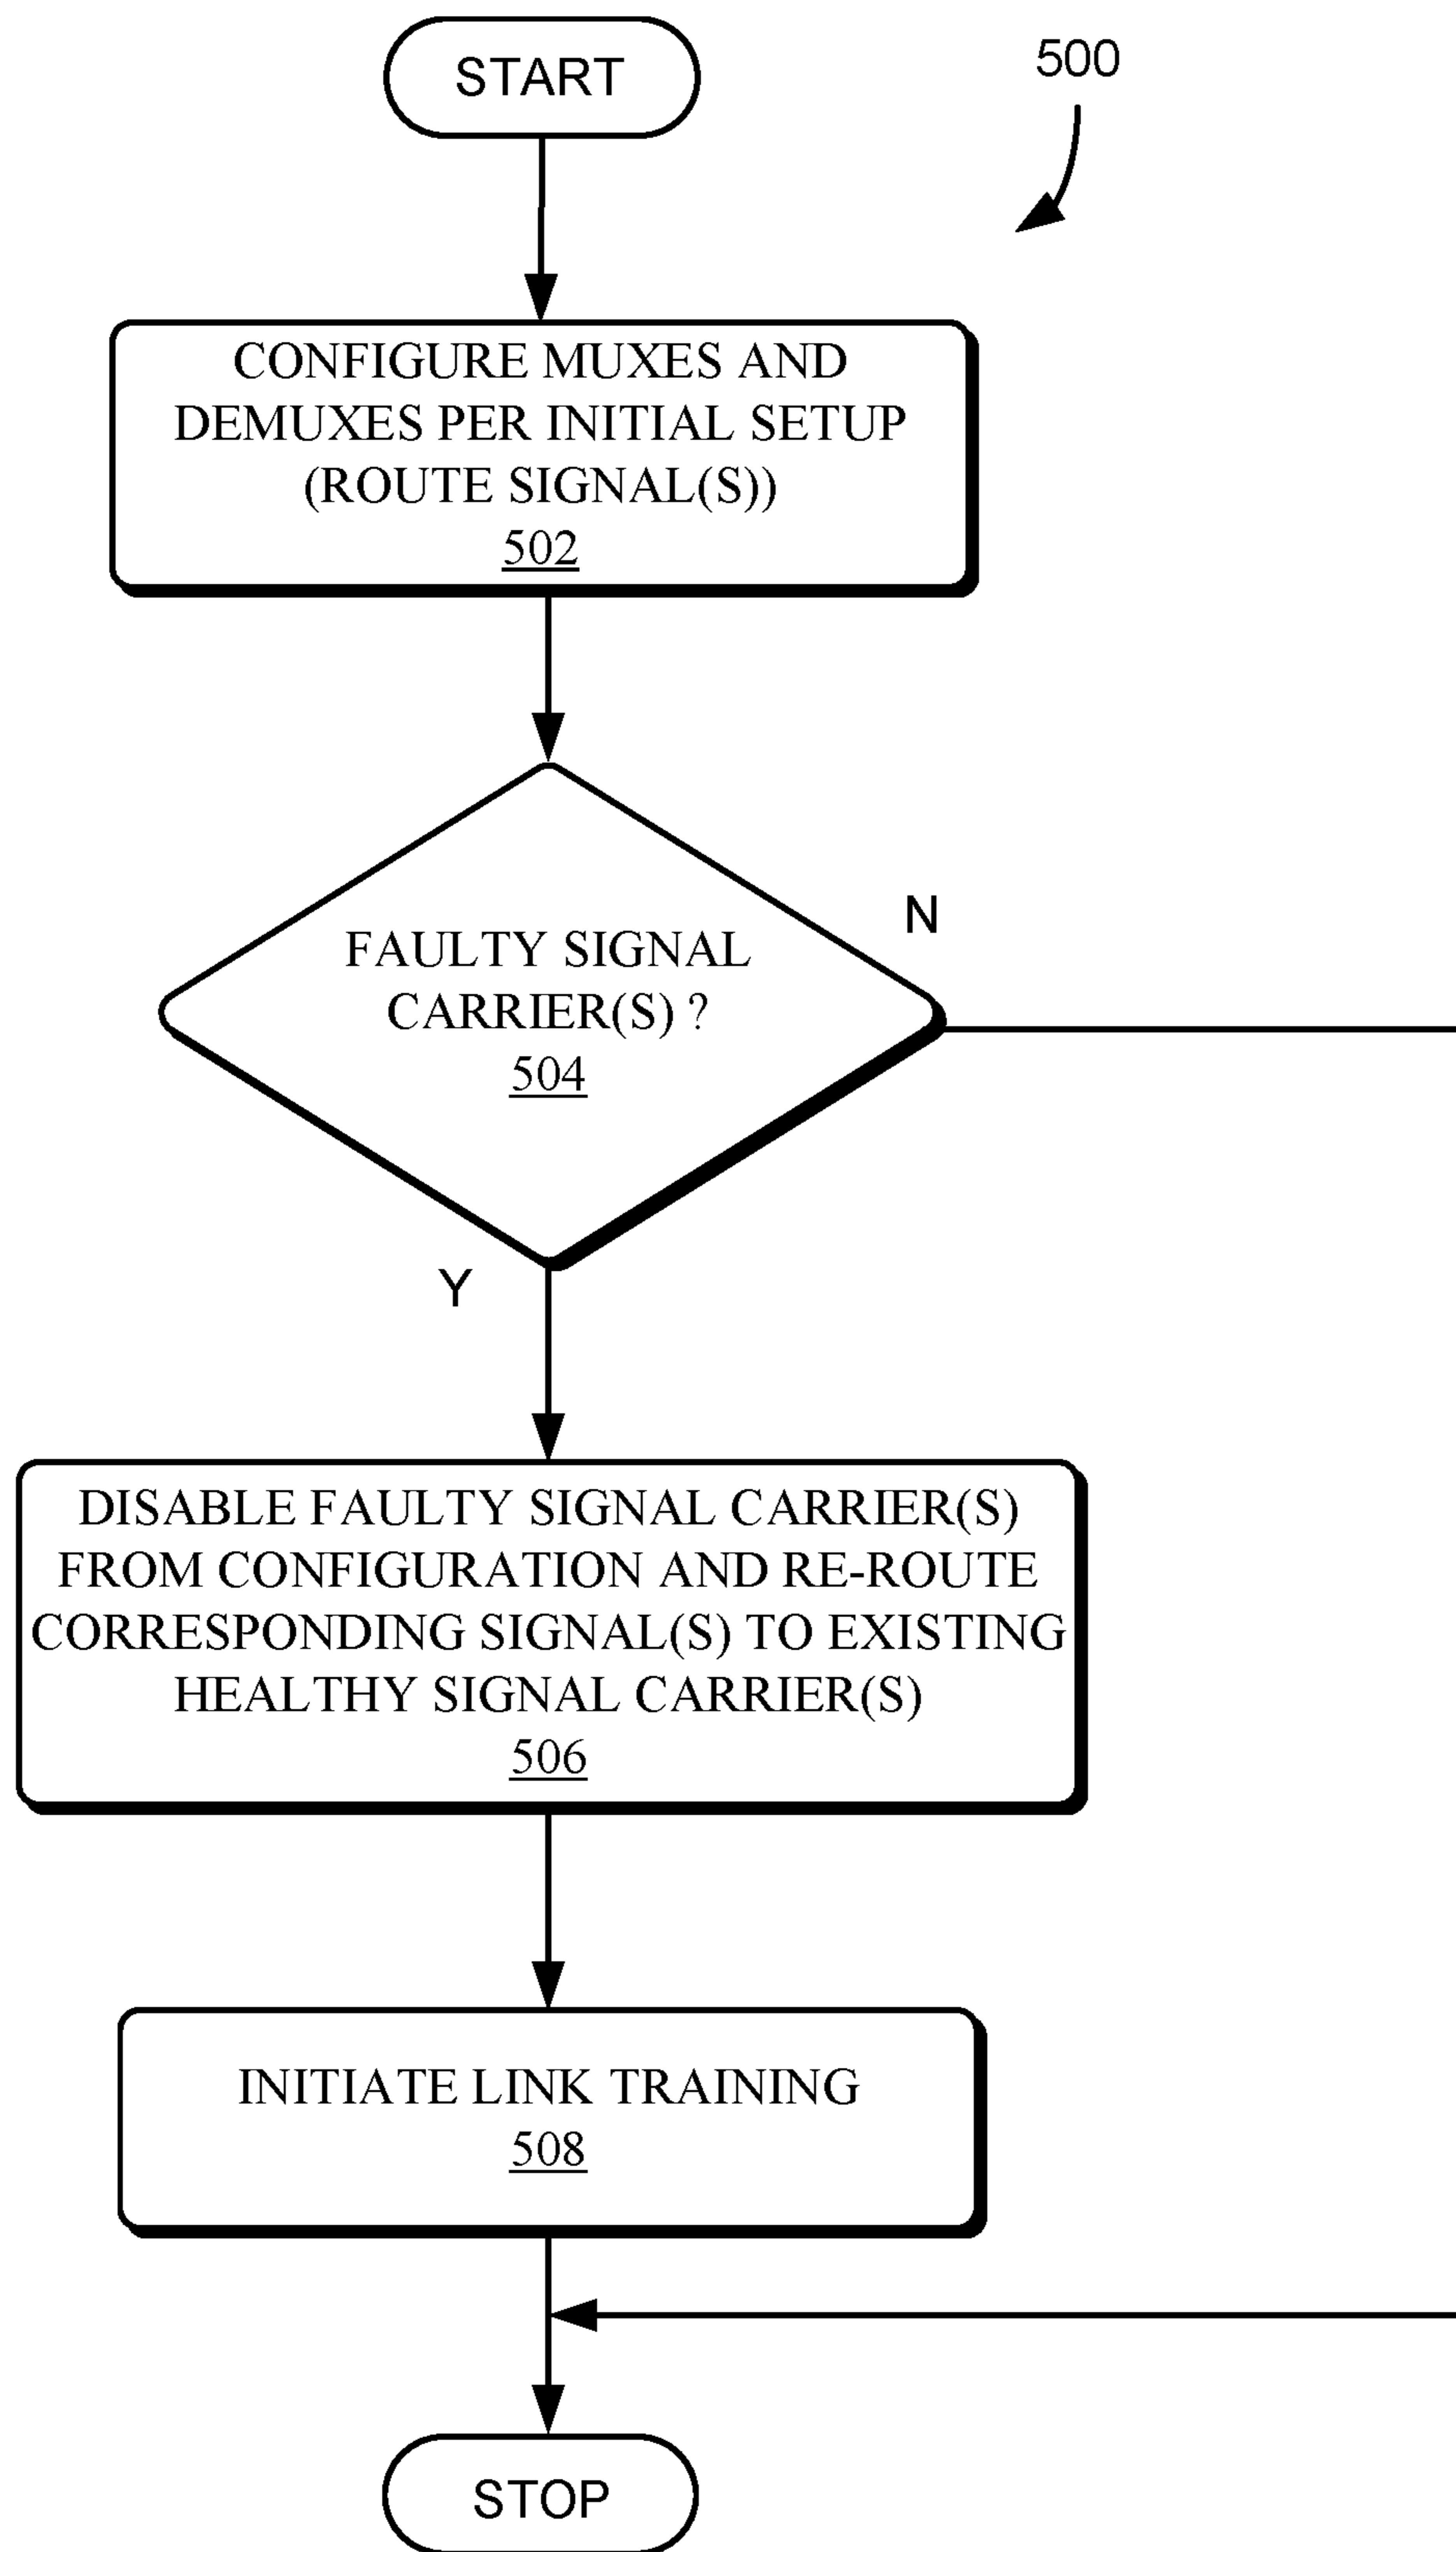 START
500
CONFIGURE MUXES AND
DEMUXES PER INITIAL SETUP
(ROUTE SIGNAL(S))
502
FAULTY SIGNAL
CARRIER(S) ?
504
N
Y
DISABLE FAULTY SIGNAL CARRIER(S)
FROM CONFIGURATION AND RE-ROUTE
CORRESPONDING SIGNAL(S) TO EXISTING
HEALTHY SIGNAL CARRIER(S)
506
INITIATE LINK TRAINING
508
STOP